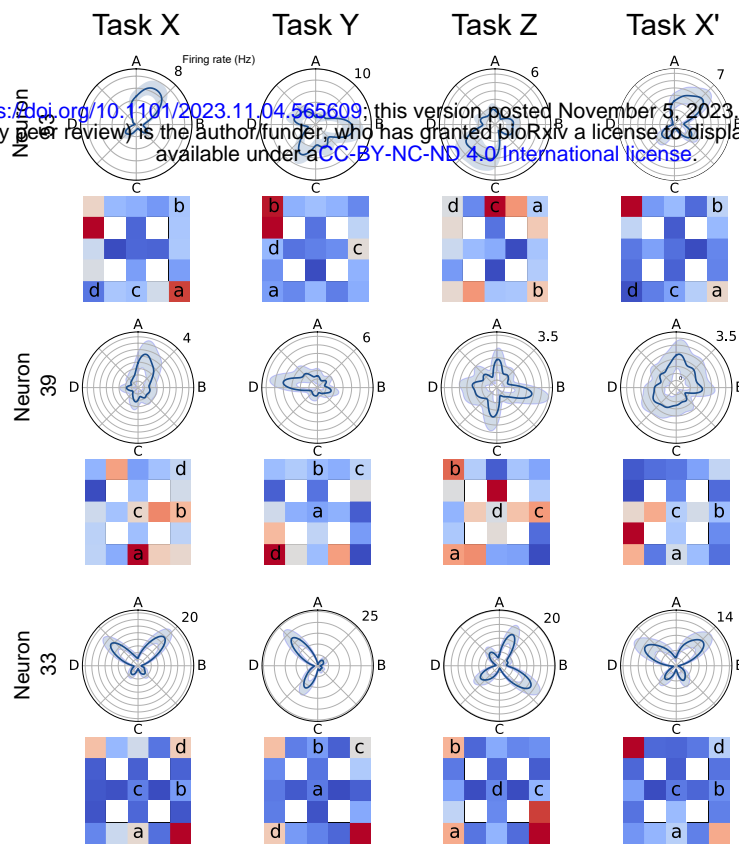 Task X Task Y Task Z Task X'
A Firing rate (Hz) A A A
8 10 6 7
s://doi.org/10.1101/2023.11.04.565609; this version posted November 5, 2023.
y peer review) is the author/funder, who has granted bioRxiv a license to displa
available under aCC-BY-NC-ND 4.0 International license.
Neuron
B B
C C C C
b b d c a b
d c
d c a a b d c a
A A A A
4 6 3.5 3.5
Neuron
39
D B D B D B D B
C C C C
d b c b
c b a d c c b
a d a a
A A A A
20 25 20 14
Neuron
33
D B D B D B D B
C C C C
d b c b d
c b a d c c b
a d a a